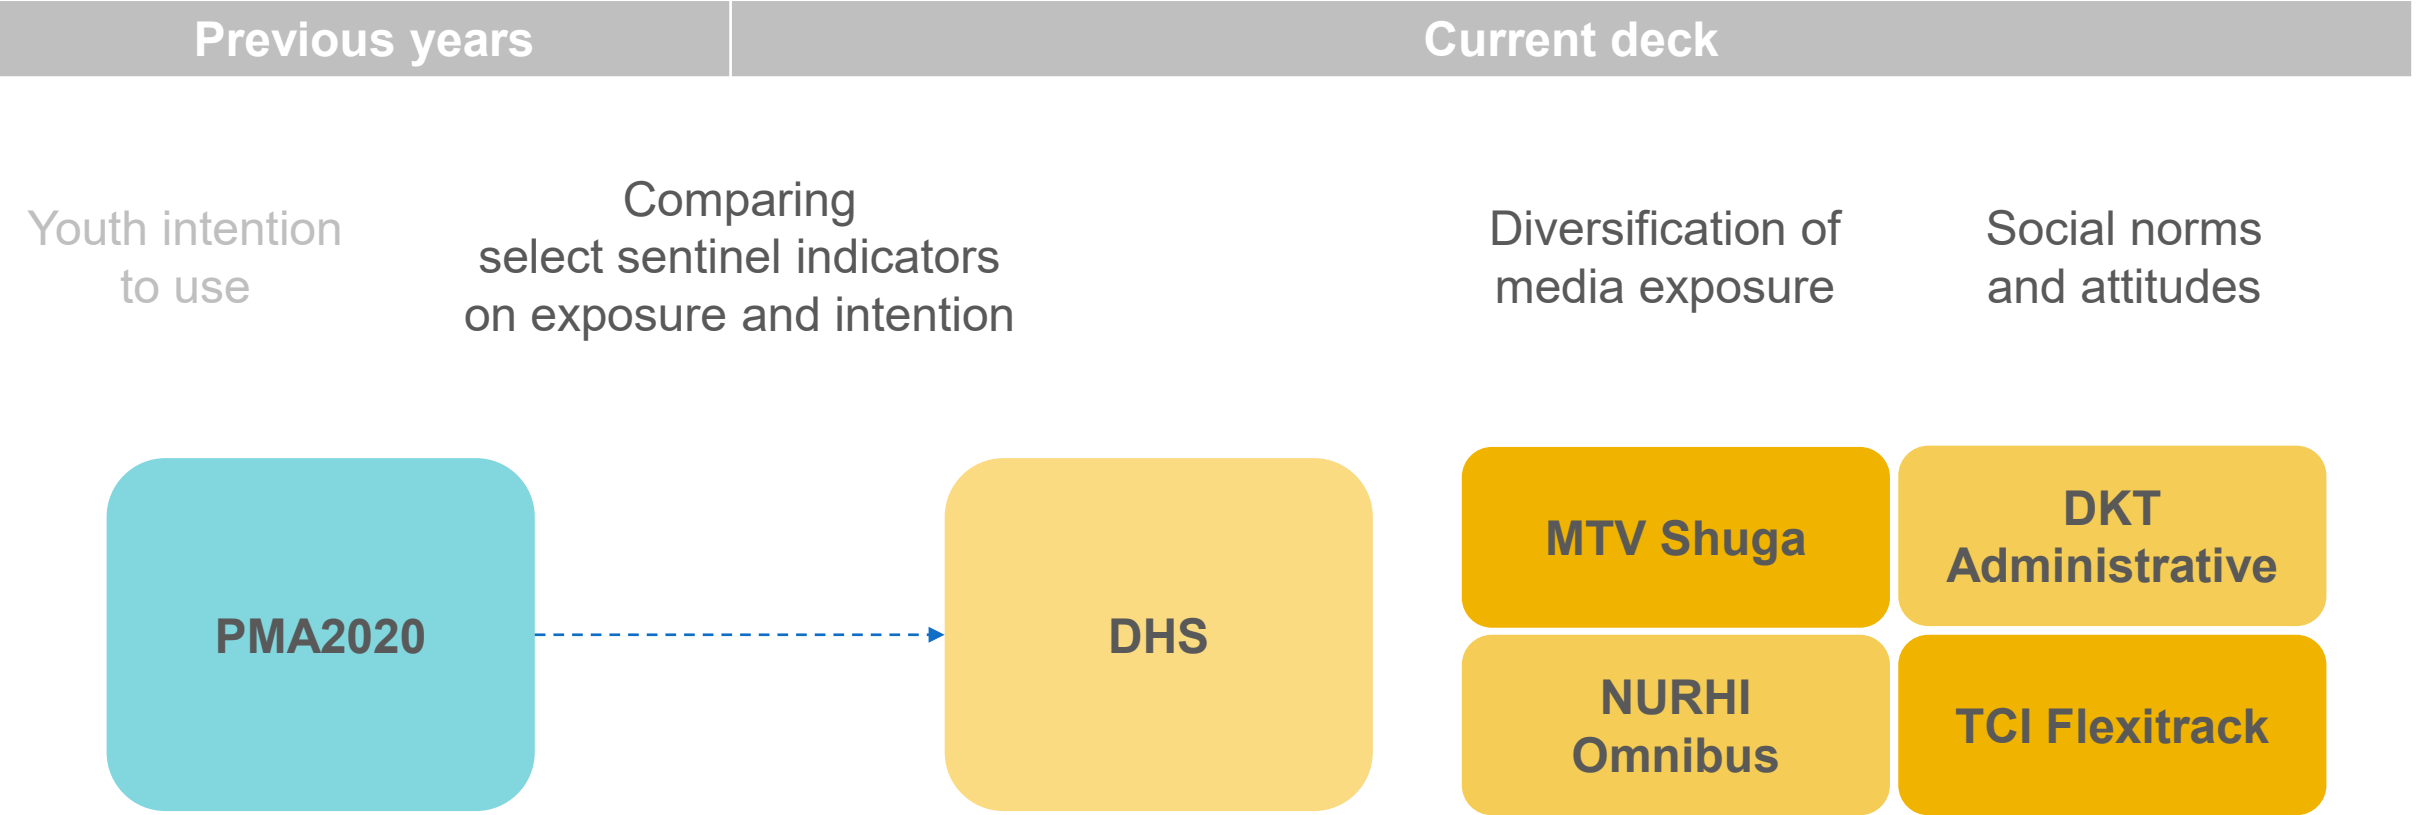 Previous years
Current deck
Youth intention
to use
Comparing
select sentinel indicators
on exposure and intention
Diversification of
media exposure
Social norms
and attitudes
PMA2020
DHS
MTV Shuga
DKT
Administrative
NURHI
Omnibus
TCI Flexitrack